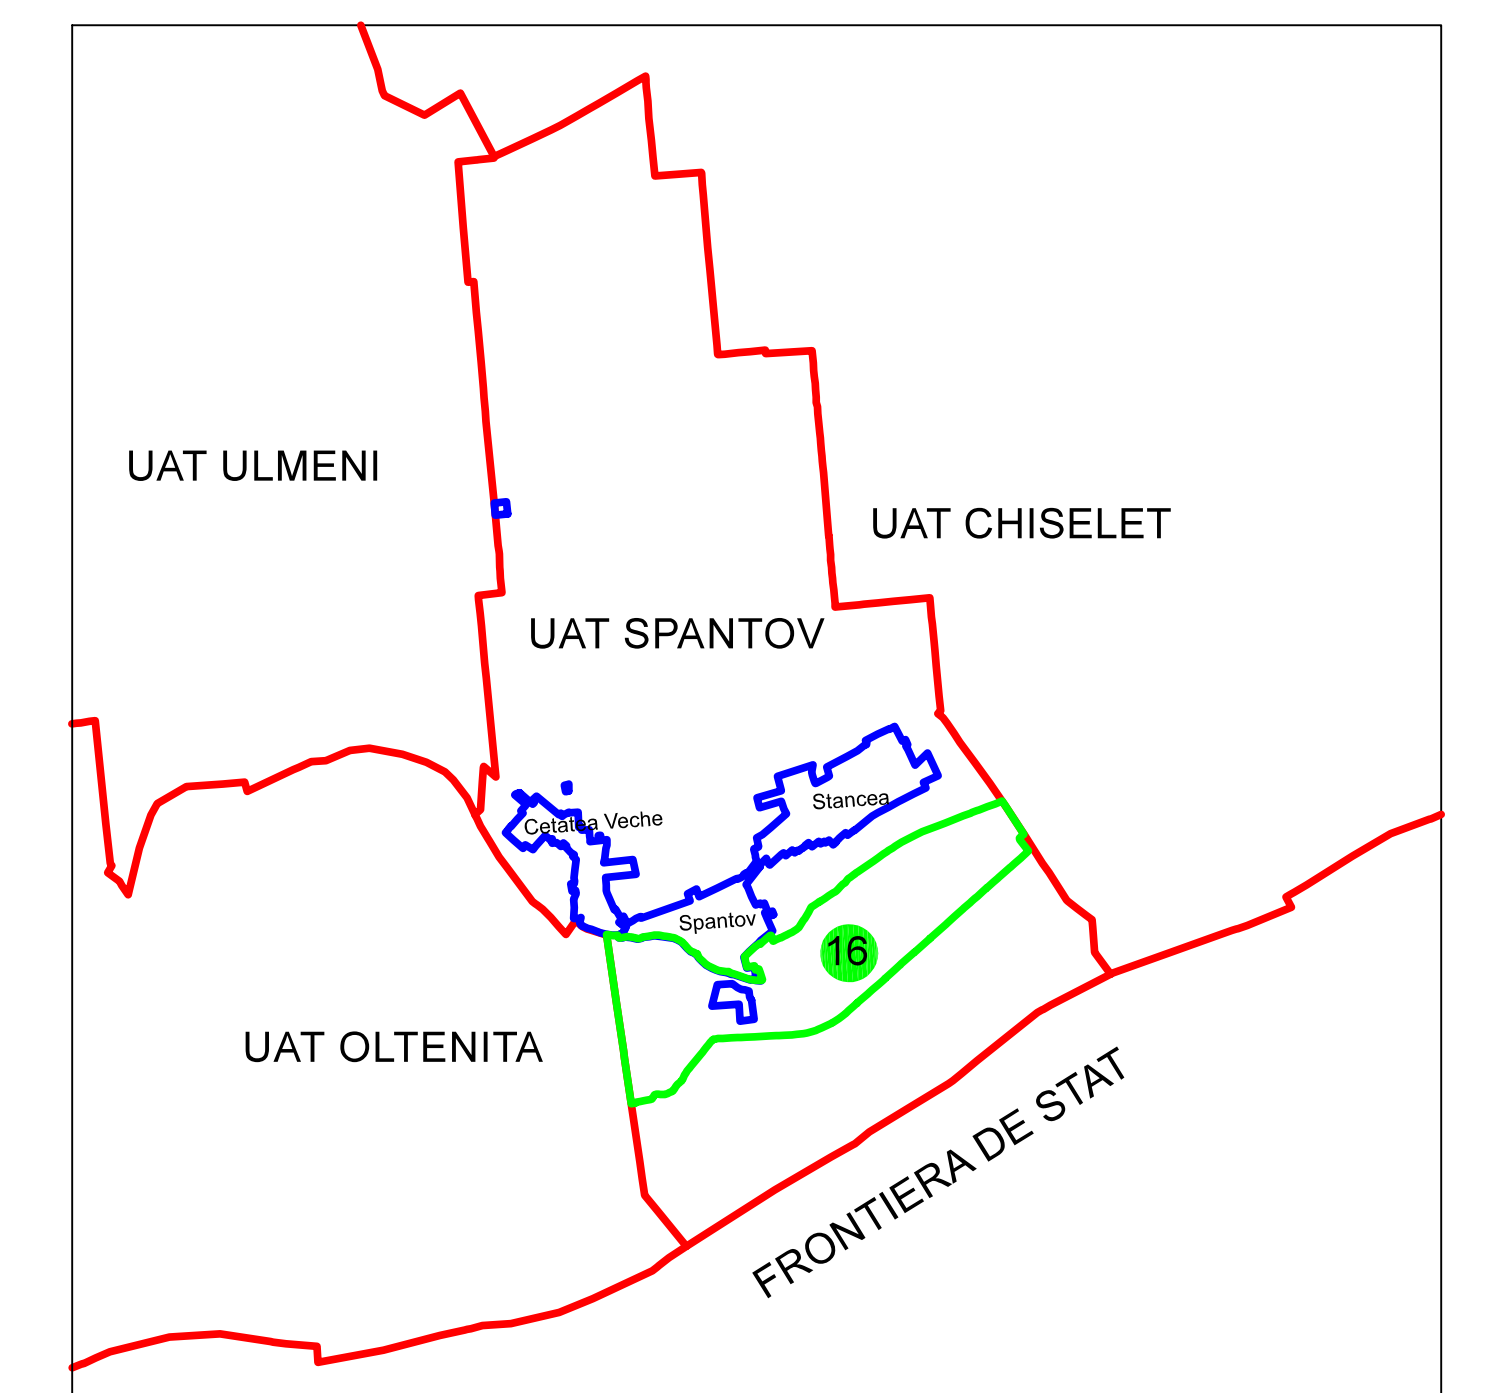 UAT ULMENI
UAT CHISELET
UAT SPANTOV
Stancea
Cetatea Veche
Spantov
16
UAT OLTENITA
FRONTIERA DE STAT